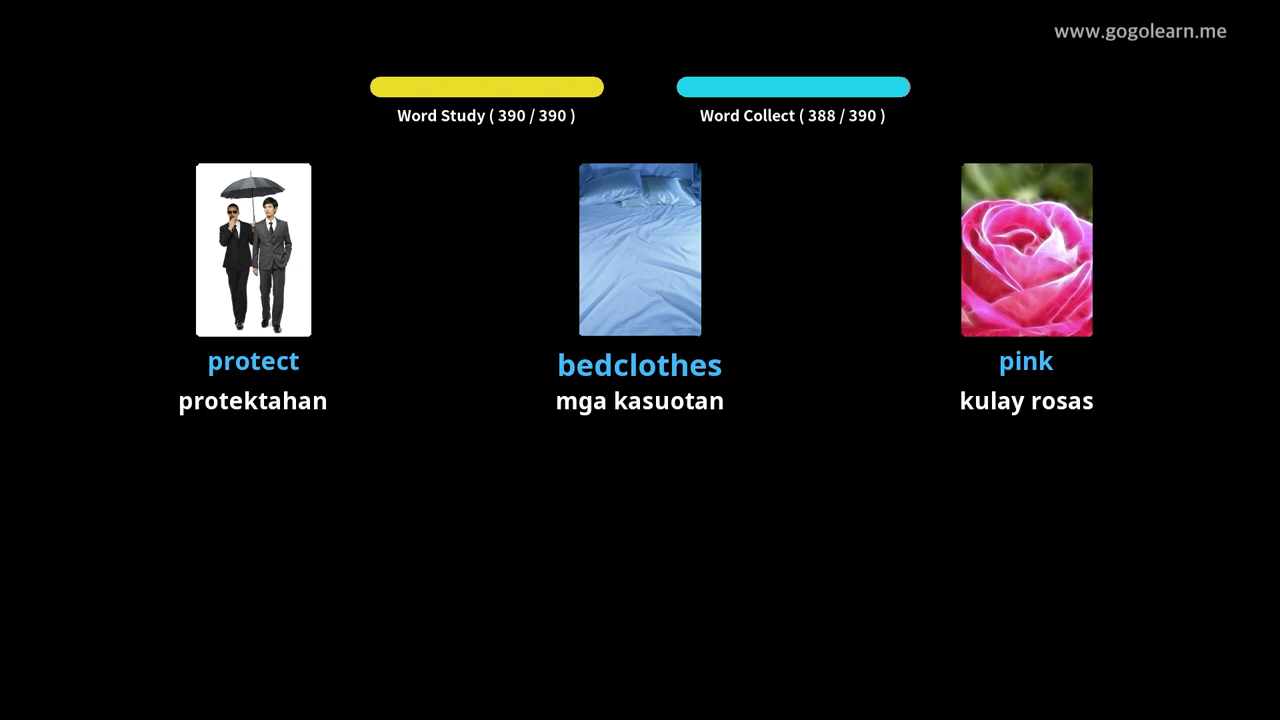 www.gogolearn.me
Word Study ( 390 / 390 )
Word Collect ( 388 / 390 )
protect
bedclothes
pink
protektahan
mga kasuotan
kulay rosas